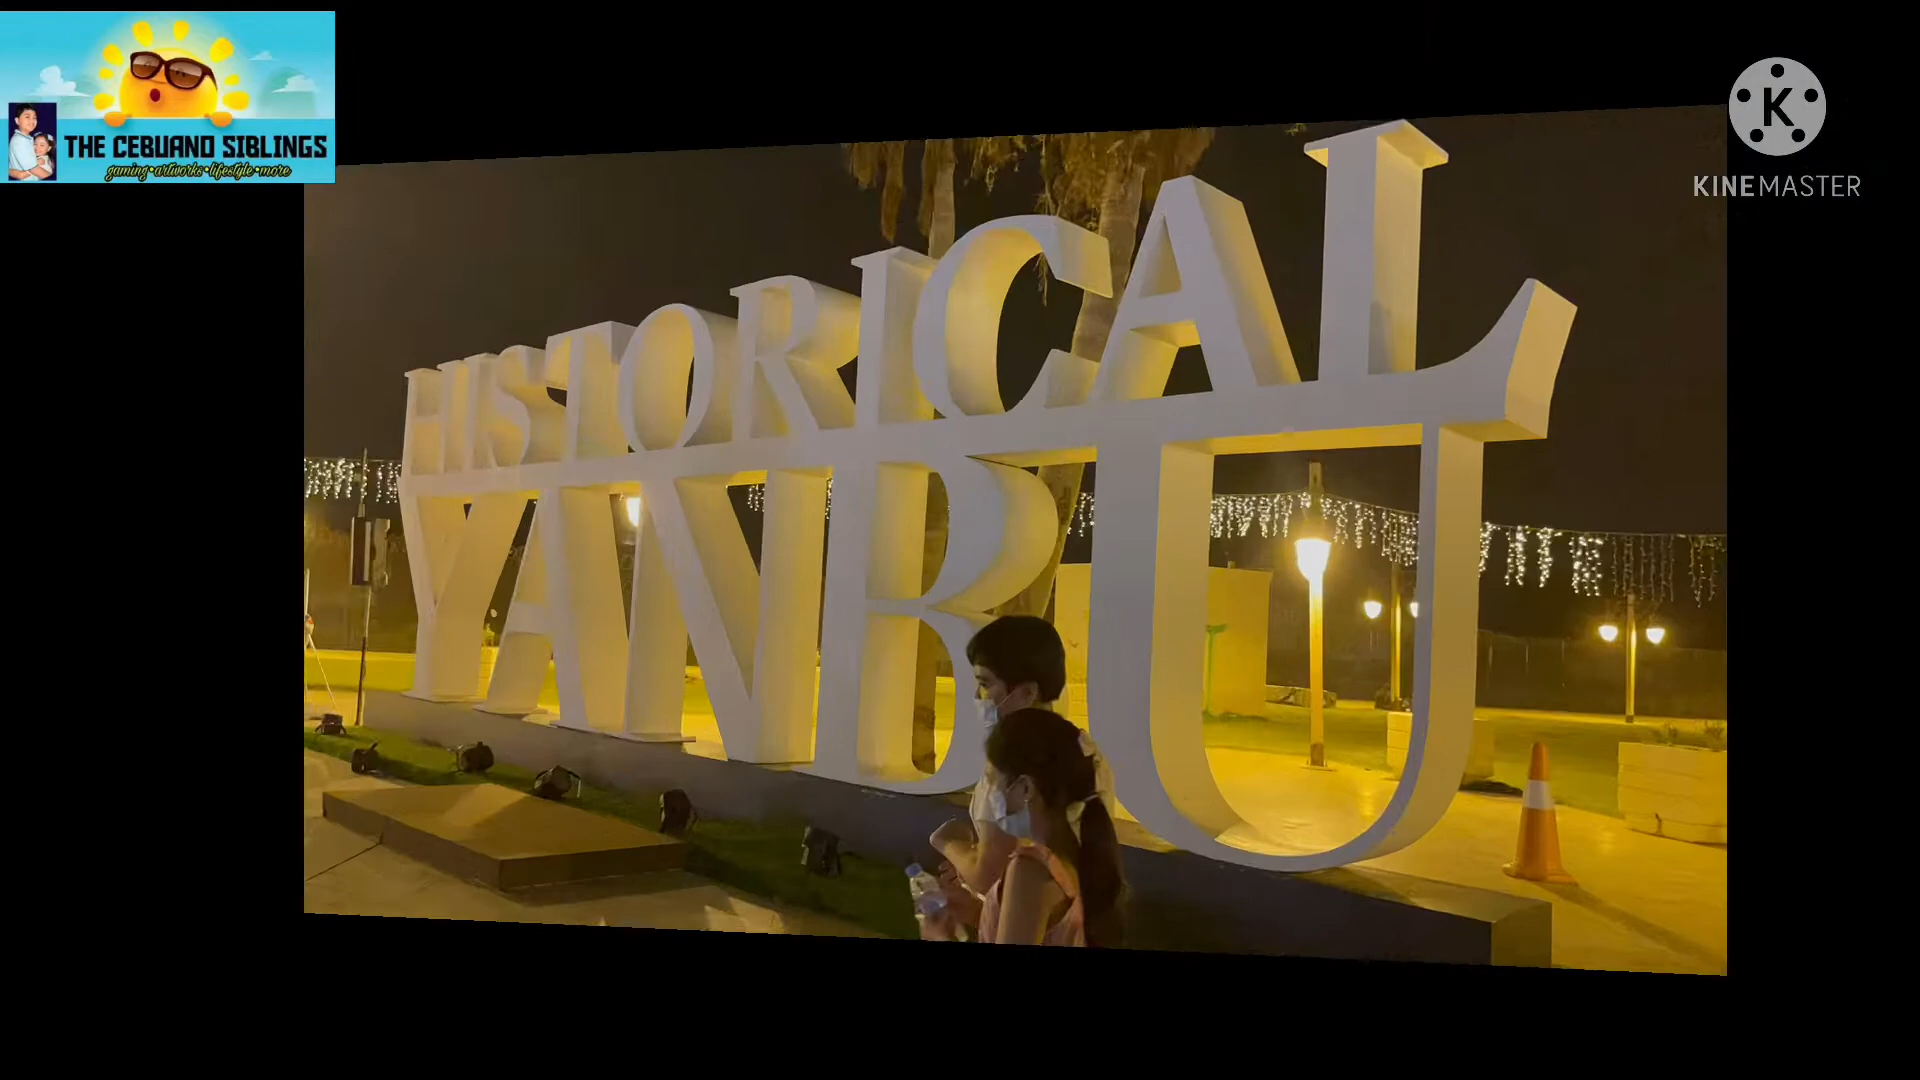 THE CEBUANO SIBLINGS
gaming•artworks•lifestyle•more
K
KINEMASTER
HISTORICAL
YANBU